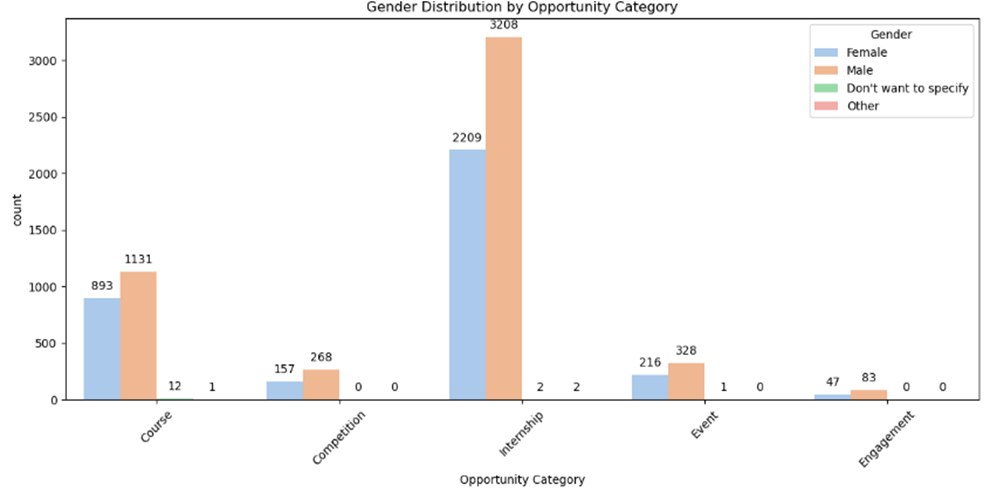 Gender Distribution by Opportunity Category
Gender
Female
Male
Don't want to specify
Other
count
3000
2500
2000
1500
1000
500
0
893
1131
12
1
157
268
0
0
2209
3208
2
2
216
328
1
0
47
83
0
0
Course
Competition
Internship
Event
Engagement
Opportunity Category